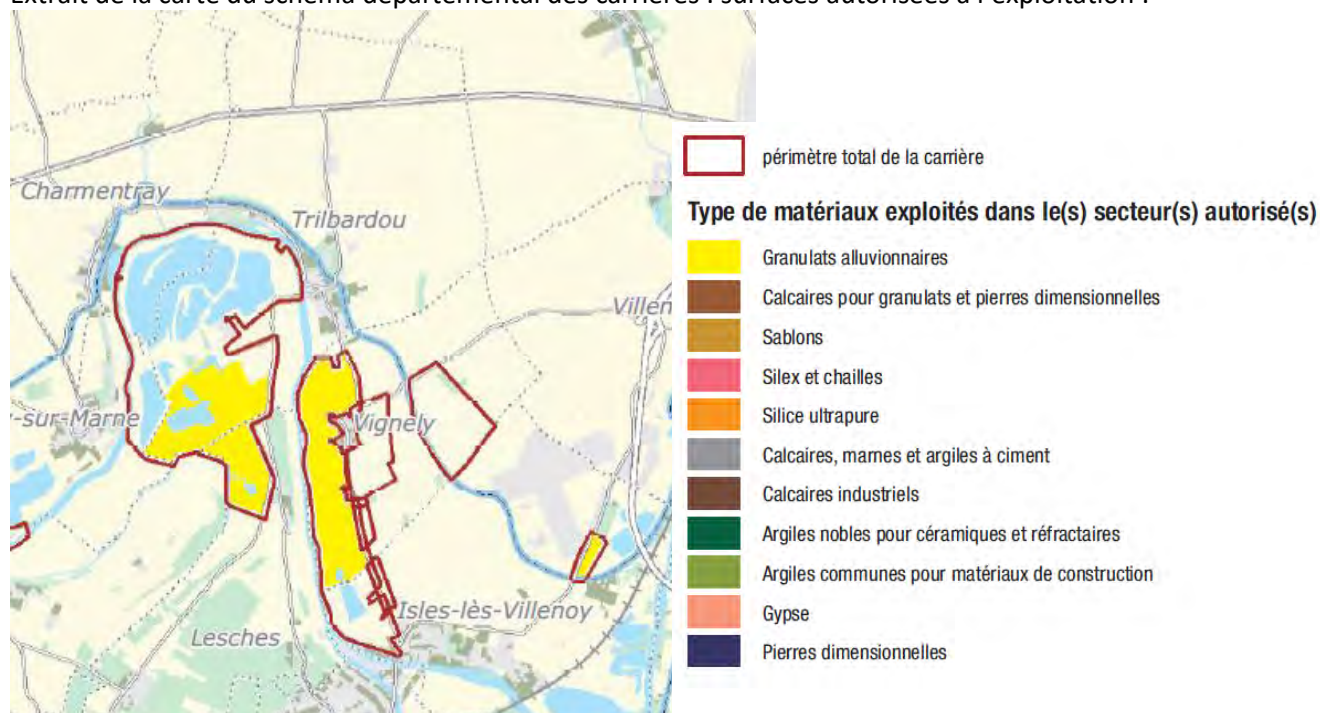 Extrait de la carte du schéma départemental des carrières : surfaces autorisées à l'exploitation :
Charmentray
Trilbardou
Villen
y-sur-Marne
Vignely
Isles-lès-Villenoy
Lesches
périmètre total de la carrière
Type de matériaux exploités dans le(s) secteur(s) autorisé(s)
Granulats alluvionnaires
Calcaires pour granulats et pierres dimensionnelles
Sablons
Silex et chailles
Silice ultrapure
Calcaires, marnes et argiles à ciment
Calcaires industriels
Argiles nobles pour céramiques et réfractaires
Argiles communes pour matériaux de construction
Gypse
Pierres dimensionnelles